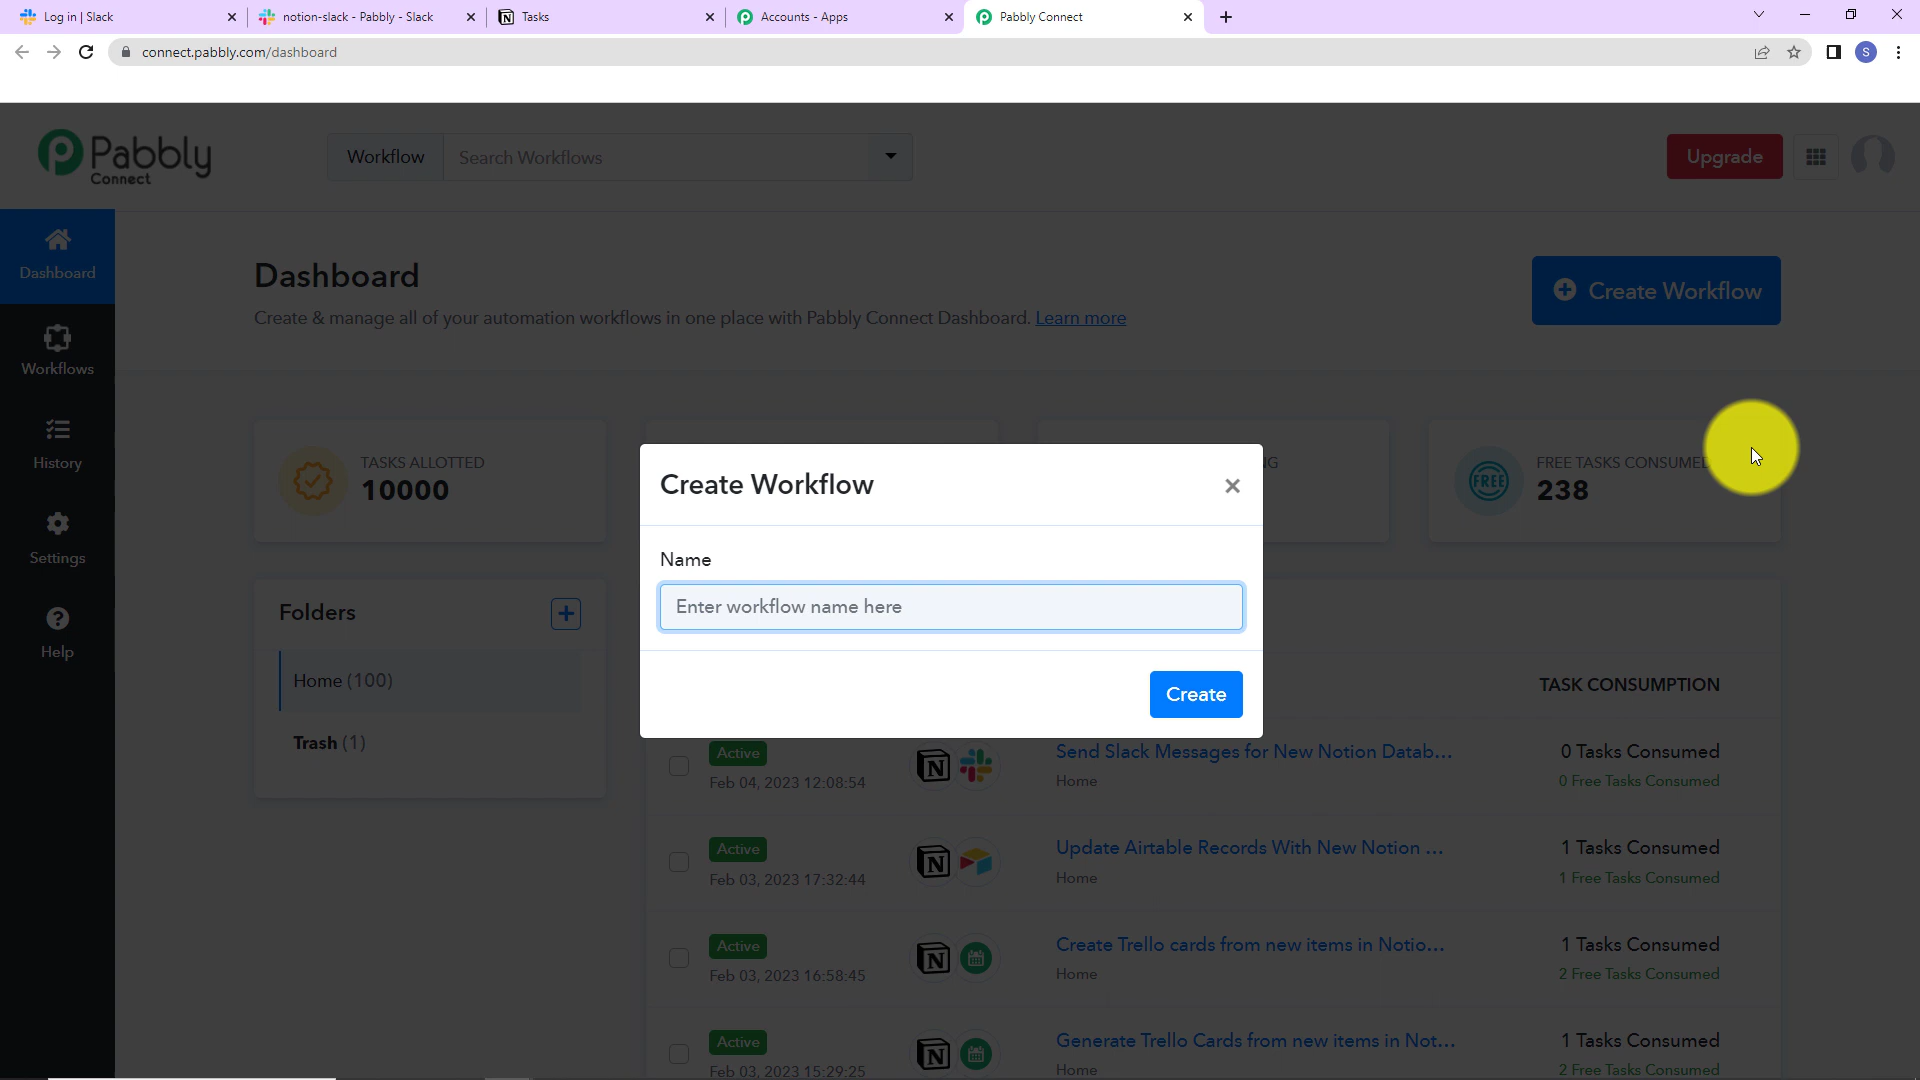 Log in | Slack
notion-slack - Pabbly - Slack
Tasks
Accounts - Apps
Pabbly Connect
connect.pabbly.com/dashboard
S
Pabbly
Connect
Workflow
Search Workflows
Upgrade
Dashboard
Workflows
History
Settings
Help
Dashboard
Create & manage all of your automation workflows in one place with Pabbly Connect Dashboard. Learn more
Create Workflow
TASKS ALLOTTED
10000
NG
FREE
FREE TASKS CONSUMED
238
Create Workflow
Name
Enter workflow name here
Create
Folders
Home (100)
Trash (1)
TASK CONSUMPTION
Active
Feb 04, 2023 12:08:54
Send Slack Messages for New Notion Datab...
Home
0 Tasks Consumed
0 Free Tasks Consumed
Active
Feb 03, 2023 17:32:44
Update Airtable Records With New Notion ...
Home
1 Tasks Consumed
1 Free Tasks Consumed
Active
Feb 03, 2023 16:58:45
Create Trello cards from new items in Notio...
Home
1 Tasks Consumed
2 Free Tasks Consumed
Active
Feb 03, 2023 15:29:25
Generate Trello Cards from new items in Not...
Home
1 Tasks Consumed
2 Free Tasks Consumed